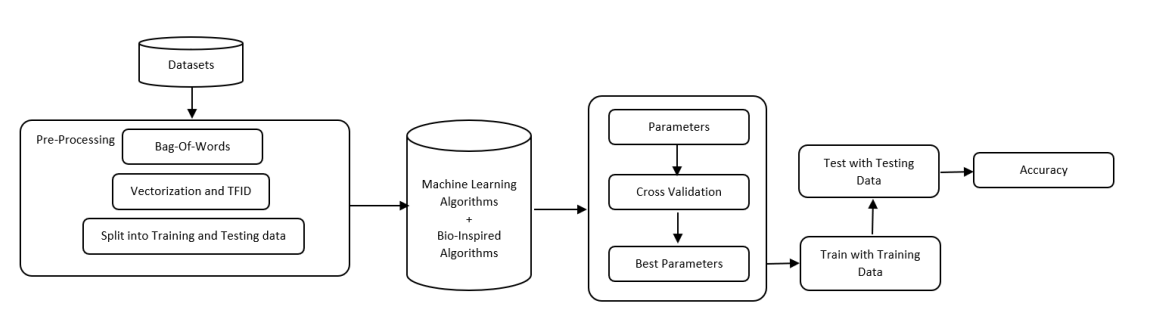 Datasets
Pre-Processing
Bag-Of-Words
Vectorization and TFID
Split into Training and Testing data
Machine Learning
Algorithms
+
Bio-Inspired
Algorithms
Parameters
Cross Validation
Best Parameters
Train with Training
Data
Test with Testing
Data
Accuracy